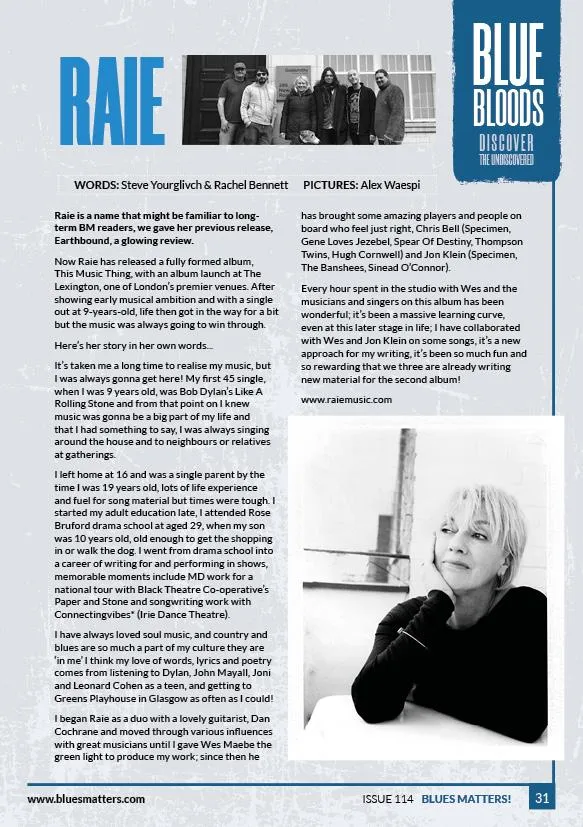 RAIE
BLUE
BLOODS
DISCOVER
THE UNDISCOVERED
WORDS: Steve Yourglivch & Rachel Bennett PICTURES: Alex Waespi
Raie is a name that might be familiar to long-
term BM readers, we gave her previous release,
Earthbound, a glowing review.
Now Raie has released a fully formed album,
This Music Thing, with an album launch at The
Lexington, one of London's premier venues. After
showing early musical ambition and with a single
out at 9-years-old, life then got in the way for a bit
but the music was always going to win through.
Here's her story in her own words...
It's taken me a long time to realise my music, but
I was always gonna get here! My first 45 single,
when I was 9 years old, was Bob Dylan's Like A
Rolling Stone and from that point on I knew
music was gonna be a big part of my life and
that I had something to say, I was always singing
around the house and to neighbours or relatives
at gatherings.
I left home at 16 and was a single parent by the
time I was 19 years old, lots of life experience
and fuel for song material but times were tough. I
started my adult education late, I attended Rose
Bruford drama school at aged 29, when my son
was 10 years old, old enough to get the shopping
in or walk the dog. I went from drama school into
a career of writing for and performing in shows,
memorable moments include MD work for a
national tour with Black Theatre Co-operative's
Paper and Stone and songwriting work with
Connectingvibes* (Irie Dance Theatre).
I have always loved soul music, and country and
blues are so much a part of my culture they are
'in me' I think my love of words, lyrics and poetry
comes from listening to Dylan, John Mayall, Joni
and Leonard Cohen as a teen, and getting to
Greens Playhouse in Glasgow as often as I could!
I began Raie as a duo with a lovely guitarist, Dan
Cochrane and moved through various influences
with great musicians until I gave Wes Maebe the
green light to produce my work; since then he
has brought some amazing players and people on
board who feel just right, Chris Bell (Specimen,
Gene Loves Jezebel, Spear Of Destiny, Thompson
Twins, Hugh Cornwell) and Jon Klein (Specimen,
The Banshees, Sinead O'Connor).
Every hour spent in the studio with Wes and the
musicians and singers on this album has been
wonderful; it's been a massive learning curve,
even at this later stage in life; I have collaborated
with Wes and Jon Klein on some songs, it's a new
approach for my writing, it's been so much fun and
so rewarding that we three are already writing
new material for the second album!
www.raiemusic.com
www.bluesmatters.com
ISSUE 114 BLUES MATTERS! 31